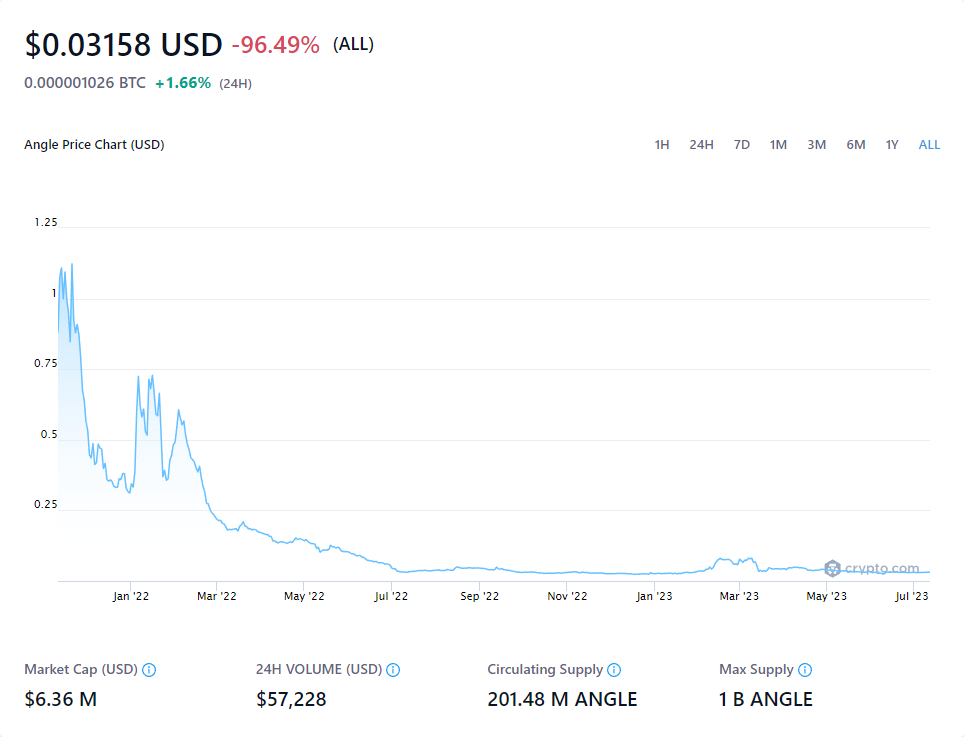 $0.03158 USD -96.49% (ALL)
0.000001026 BTC +1.66% (24H)
Angle Price Chart (USD) 1H 24H 7D 1M 3M 6M 1Y ALL
1.25
1
0.75
0.5
0.25
crypto.com
Jan '22 Mar '22 May '22 Jul '22 Sep '22 Nov '22 Jan '23 Mar '23 May '23 Jul '23
Market Cap (USD) 24H VOLUME (USD) Circulating Supply Max Supply
$6.36 M $57,228 201.48 M ANGLE 1 B ANGLE